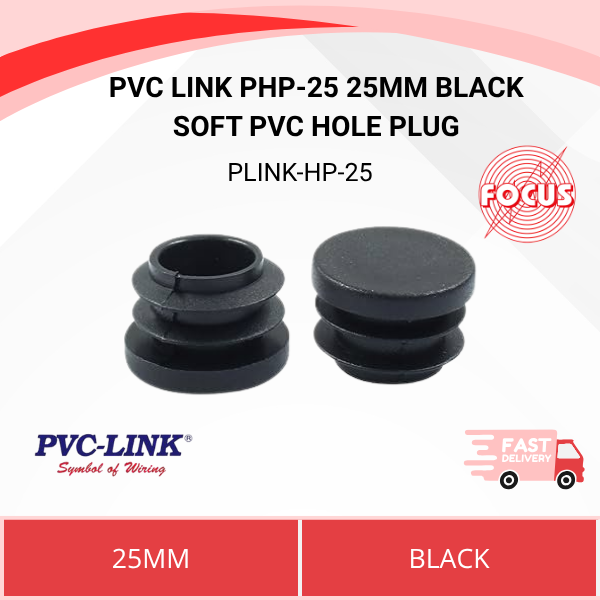 PVC LINK PHP-25 25MM BLACK
SOFT PVC HOLE PLUG
PLINK-HP-25
FOCUS
PVC-LINK®
Symbol of Wiring
FAST
DELIVERY
25MM
BLACK